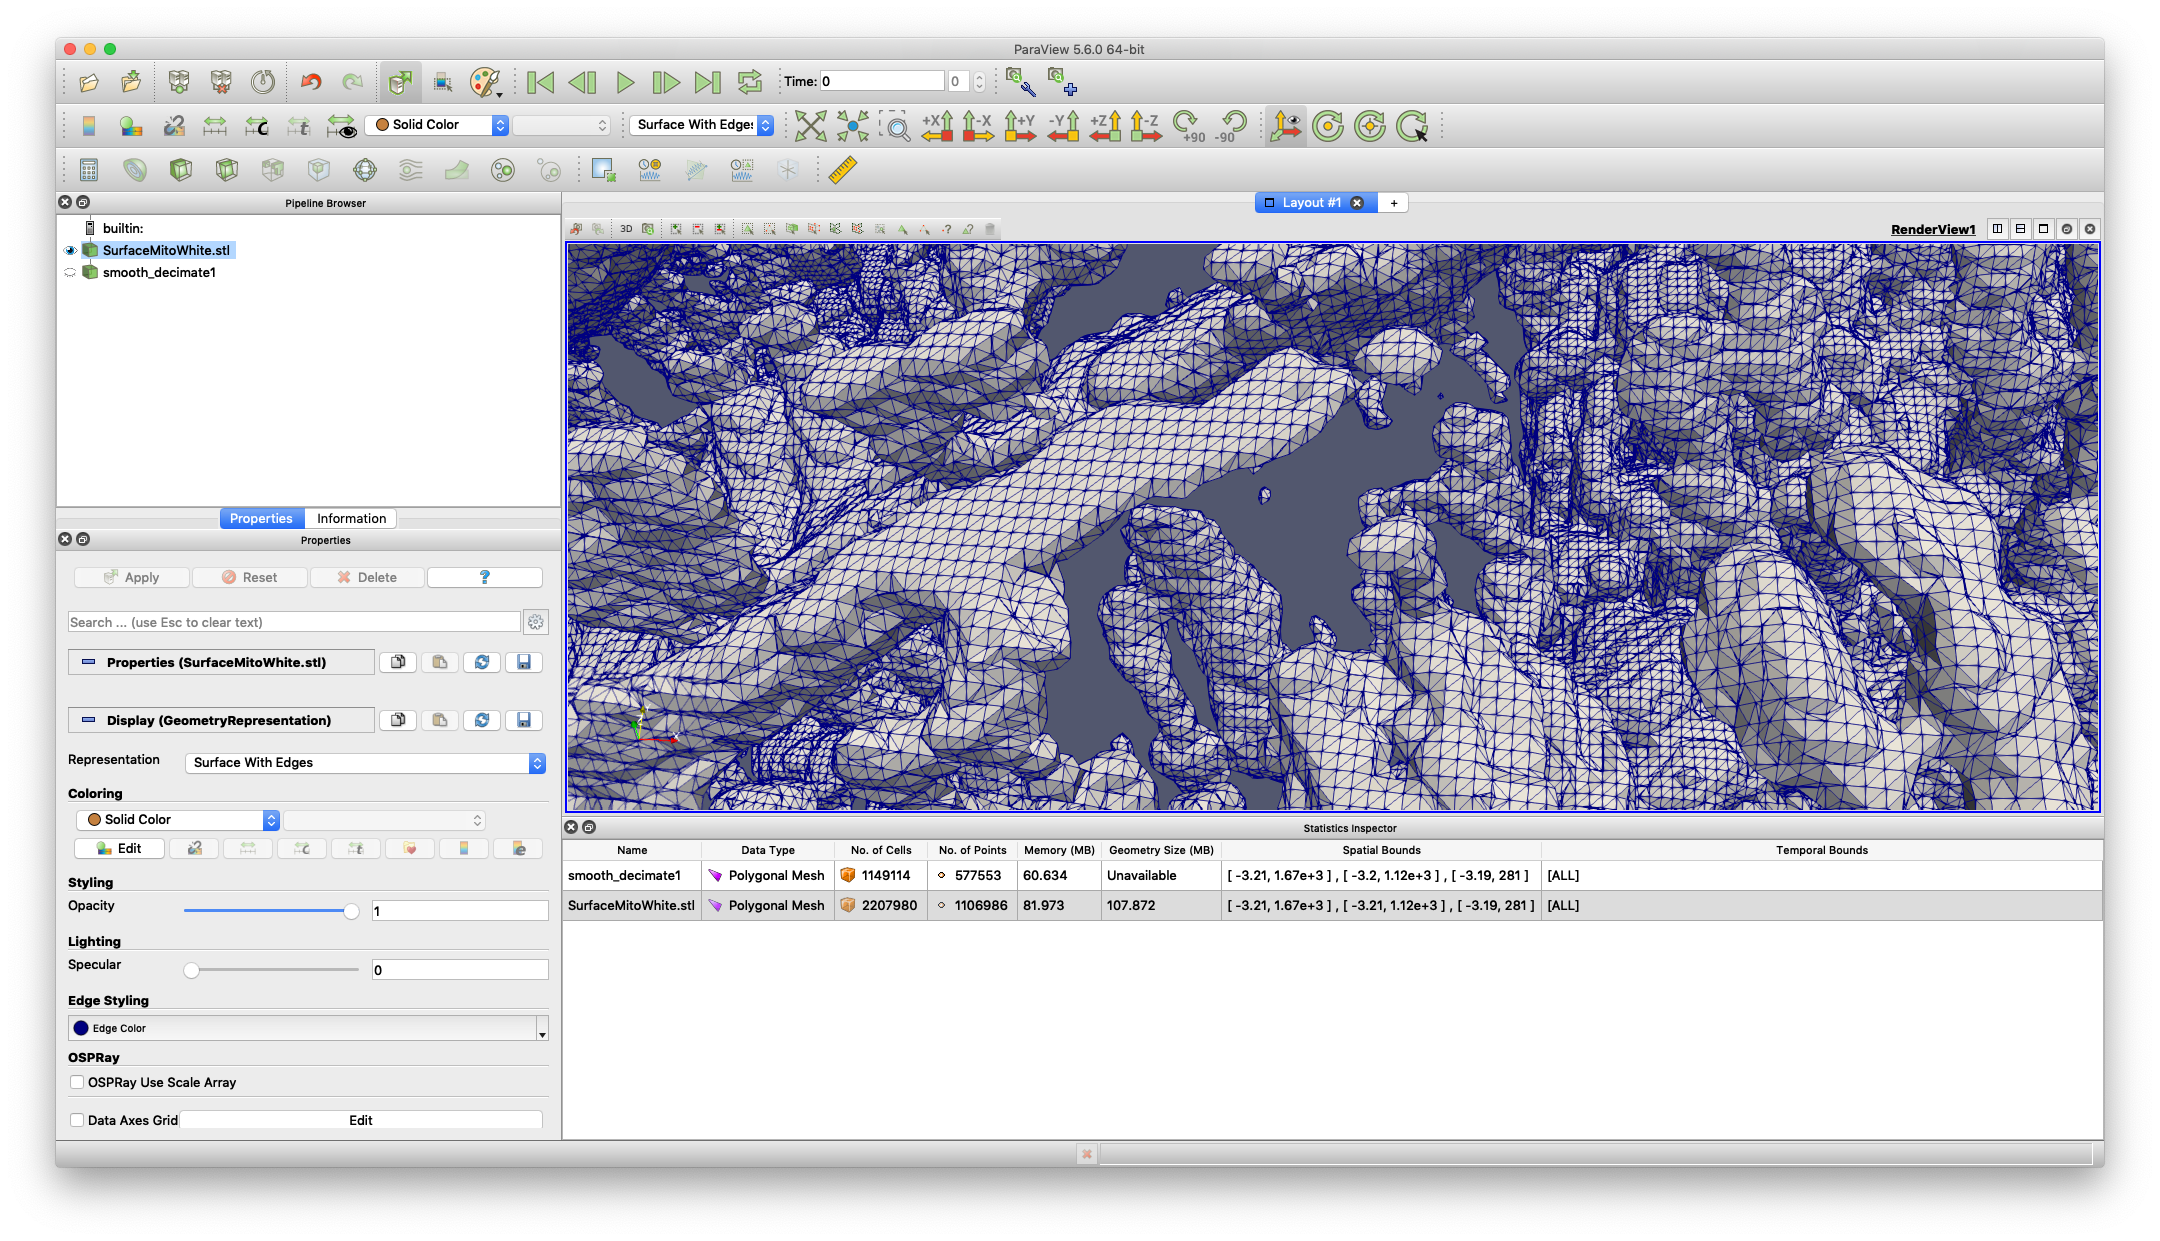 ParaView 5.6.0 64-bit
Time: 0 0
Solid Color Surface With Edges +X -X +Y -Y +Z -Z +90 -90
Pipeline Browser
builtin:
SurfaceMitoWhite.stl
smooth_decimate1
Properties Information
Properties
Apply Reset Delete ?
Search ... (use Esc to clear text)
Properties (SurfaceMitoWhite.stl)
Display (GeometryRepresentation)
Representation Surface With Edges
Coloring
Solid Color
Edit
Styling
Opacity 1
Lighting
Specular 0
Edge Styling
Edge Color
OSPRay
OSPRay Use Scale Array
Data Axes Grid Edit
Layout #1 +
3D RenderView1
Statistics Inspector
Name Data Type No. of Cells No. of Points Memory (MB) Geometry Size (MB) Spatial Bounds Temporal Bounds
smooth_decimate1 Polygonal Mesh 1149114 577553 60.634 Unavailable [ -3.21, 1.67e+3 ] , [ -3.2, 1.12e+3 ] , [ -3.19, 281 ] [ALL]
SurfaceMitoWhite.stl Polygonal Mesh 2207980 1106986 81.973 107.872 [ -3.21, 1.67e+3 ] , [ -3.21, 1.12e+3 ] , [ -3.19, 281 ] [ALL]